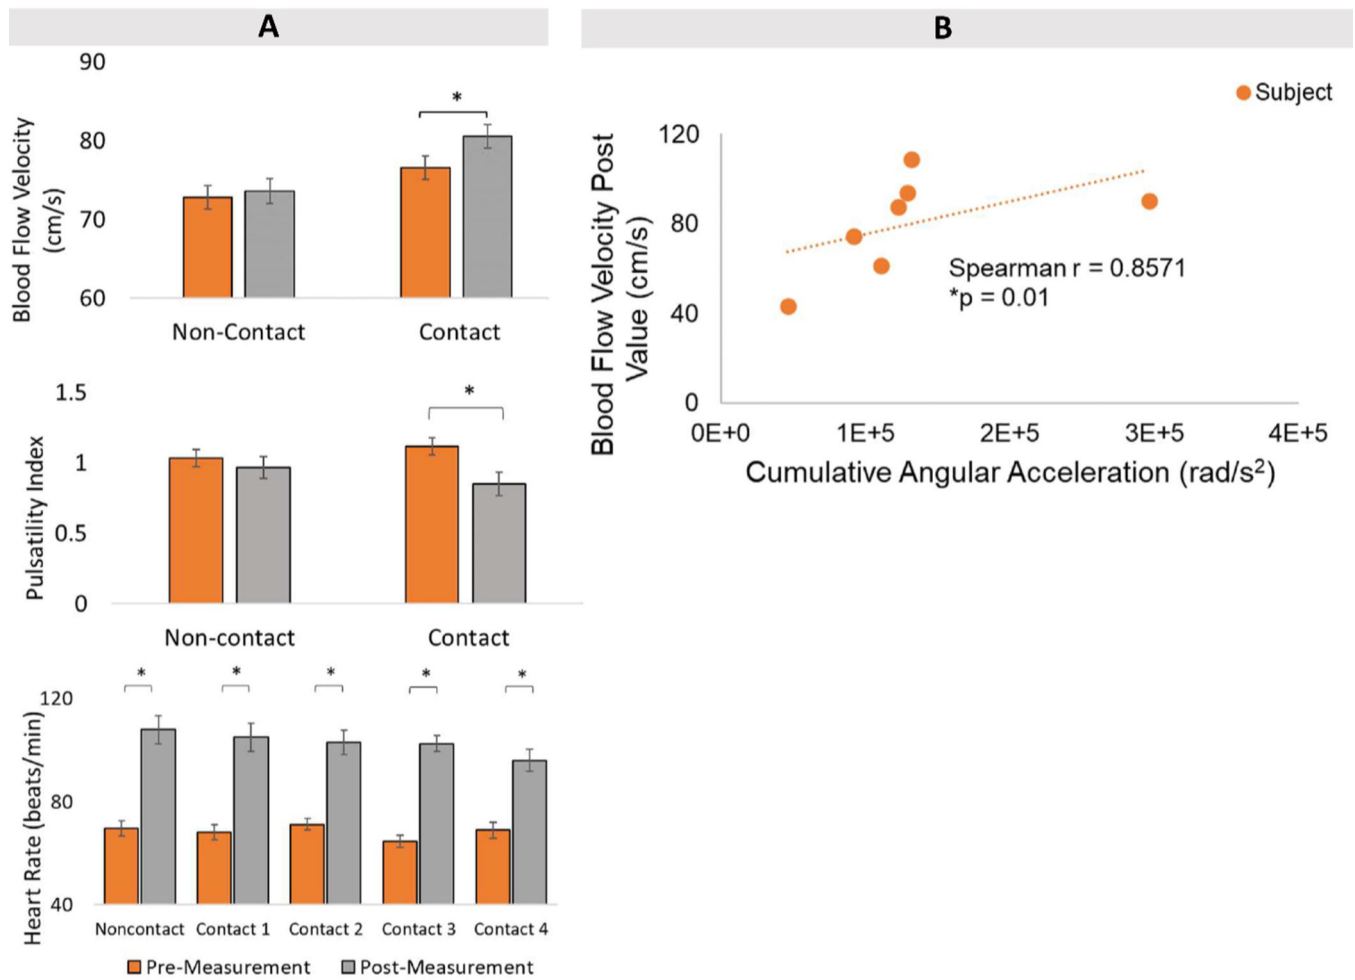 A
90
80
70
60
Blood Flow Velocity
(cm/s)
*
Non-Contact
Contact
1.5
1
0.5
0
Pulsatility Index
*
Non-contact
Contact
120
80
40
Heart Rate (beats/min)
*
*
*
*
*
Noncontact
Contact 1
Contact 2
Contact 3
Contact 4
Pre-Measurement
Post-Measurement
B
Subject
120
80
40
0
Blood Flow Velocity Post
Value (cm/s)
Spearman r = 0.8571
*p = 0.01
0E+0
1E+5
2E+5
3E+5
4E+5
Cumulative Angular Acceleration (rad/s²)